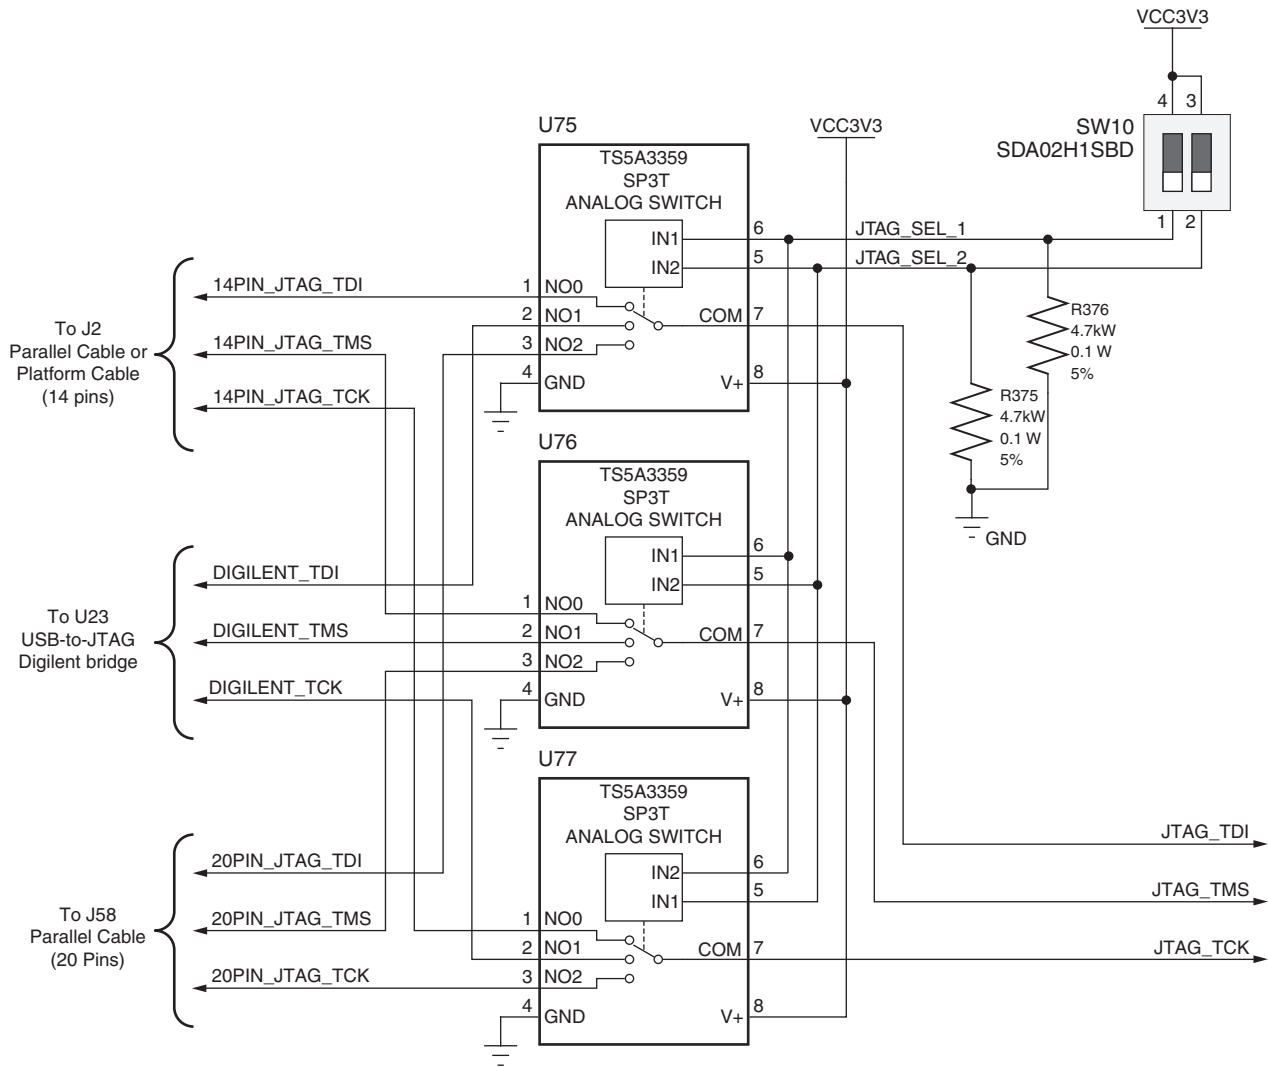 VCC3V3
4 3
SW10
SDA02H1SBD
1 2
VCC3V3
U75
TS5A3359
SP3T
ANALOG SWITCH
IN1 6 JTAG_SEL_1
IN2 5 JTAG_SEL_2
14PIN_JTAG_TDI 1 NO0
2 NO1 COM 7
14PIN_JTAG_TMS 3 NO2
4 GND V+ 8
14PIN_JTAG_TCK
To J2
Parallel Cable or
Platform Cable
(14 pins)
R376
4.7kW
0.1 W
5%
R375
4.7kW
0.1 W
5%
GND
U76
TS5A3359
SP3T
ANALOG SWITCH
IN1 6
IN2 5
DIGILENT_TDI
1 NO0
DIGILENT_TMS 2 NO1 COM 7
3 NO2
DIGILENT_TCK 4 GND V+ 8
To U23
USB-to-JTAG
Digilent bridge
U77
TS5A3359
SP3T
ANALOG SWITCH
JTAG_TDI
20PIN_JTAG_TDI IN2 6
IN1 5 JTAG_TMS
20PIN_JTAG_TMS 1 NO0
2 NO1 COM 7 JTAG_TCK
20PIN_JTAG_TCK 3 NO2
4 GND V+ 8
To J58
Parallel Cable
(20 Pins)